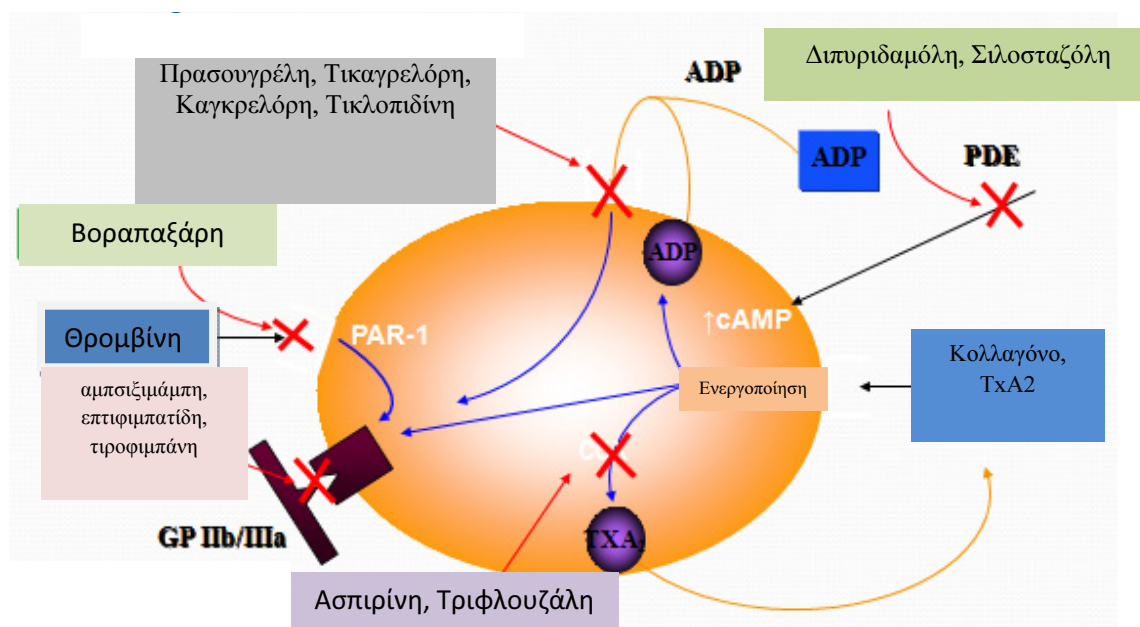 Πρασουγρέλη, Τικαγρελόρη,
Καγκρελόρη, Τικλοπιδίνη
ADP
Διπυριδαμόλη, Σιλοσταζόλη
ADP
PDE
Βοραπαξάρη
ADP
Θρομβίνη
PAR-1
↑cAMP
αμπσιξιμάμπη,
επτιφιμπατίδη,
τιροφιμπάνη
Ενεργοποίηση
Κολλαγόνο,
TxA2
GP IIb/IIIa
TXA
Ασπιρίνη, Τριφλουζάλη